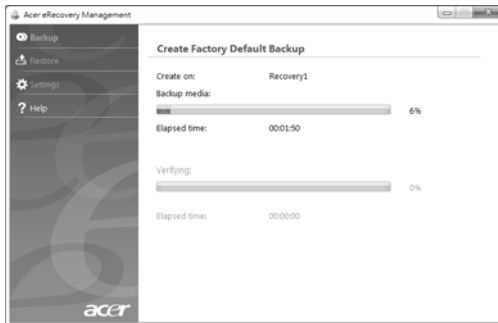 Acer eRecovery Management
Backup
Restore
Settings
? Help
Create Factory Default Backup
Create on: Recovery1
Backup media:
6%
Elapsed time: 00:01:50
Verifying:
0%
Elapsed time: 00:00:00
acer